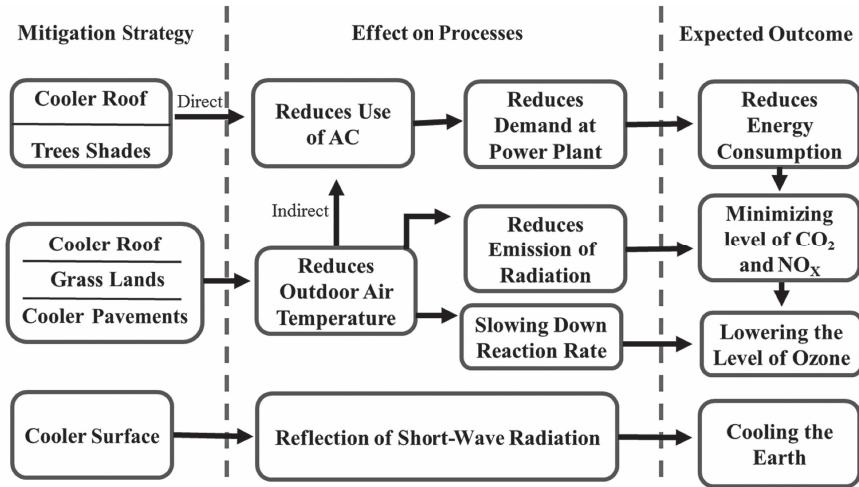 Mitigation Strategy
Effect on Processes
Expected Outcome
Cooler Roof
Trees Shades
Direct
Reduces Use
of AC
Reduces
Demand at
Power Plant
Reduces
Energy
Consumption
Indirect
Cooler Roof
Grass Lands
Cooler Pavements
Reduces
Outdoor Air
Temperature
Reduces
Emission of
Radiation
Minimizing
level of CO₂
and NOₓ
Slowing Down
Reaction Rate
Lowering the
Level of Ozone
Cooler Surface
Reflection of Short-Wave Radiation
Cooling the
Earth